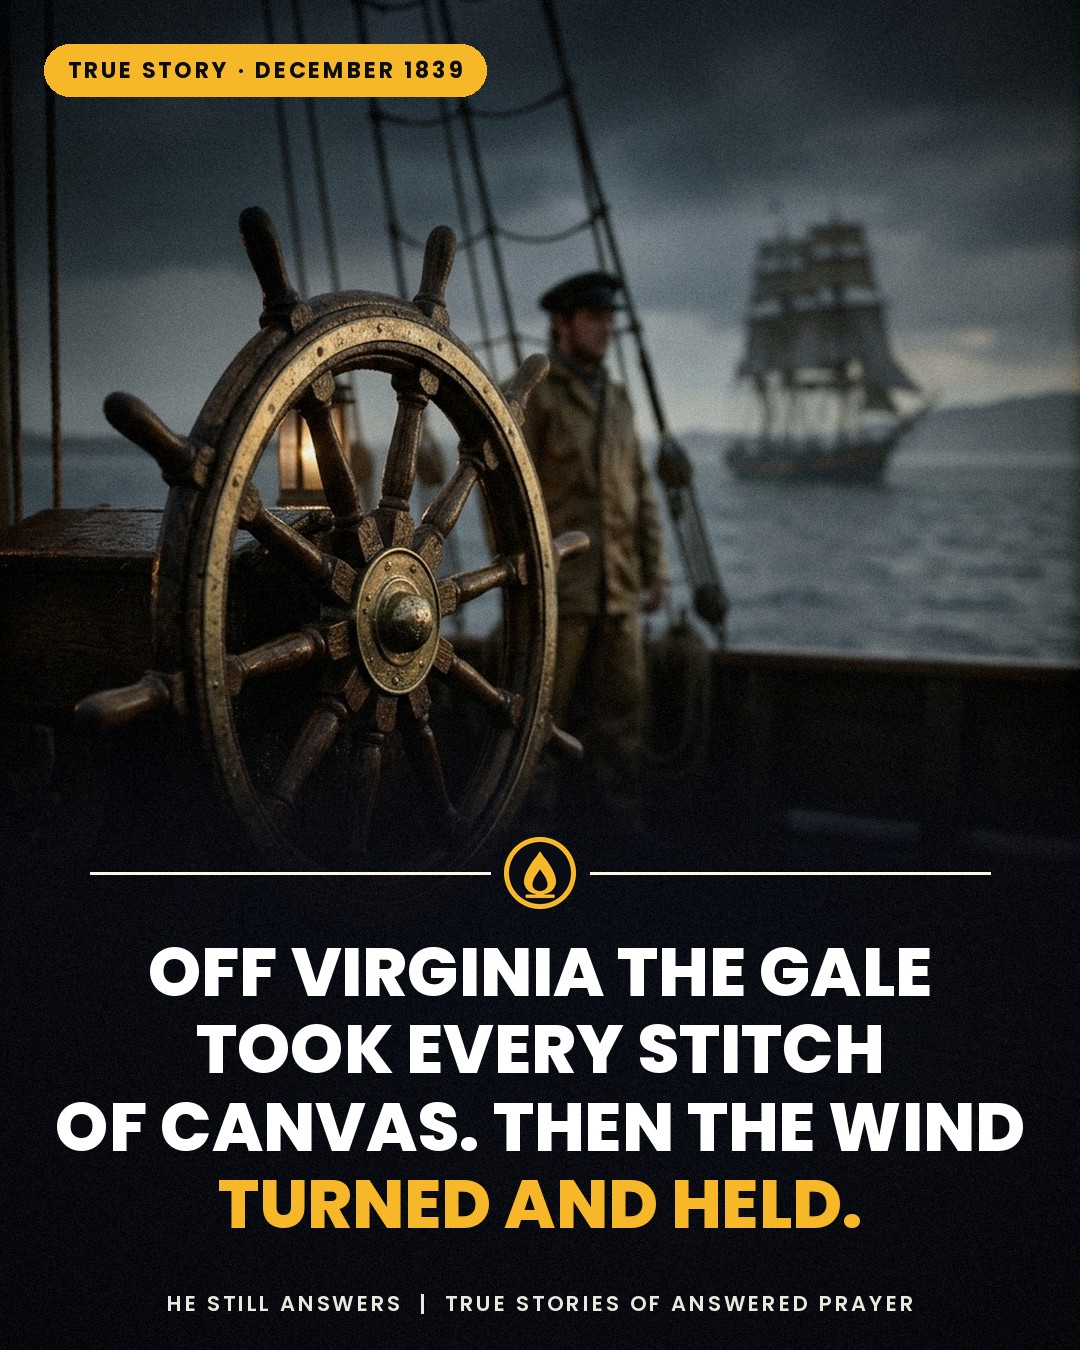 TRUE STORY · DECEMBER 1839
OFF VIRGINIA THE GALE
TOOK EVERY STITCH
OF CANVAS. THEN THE WIND
TURNED AND HELD.
HE STILL ANSWERS | TRUE STORIES OF ANSWERED PRAYER